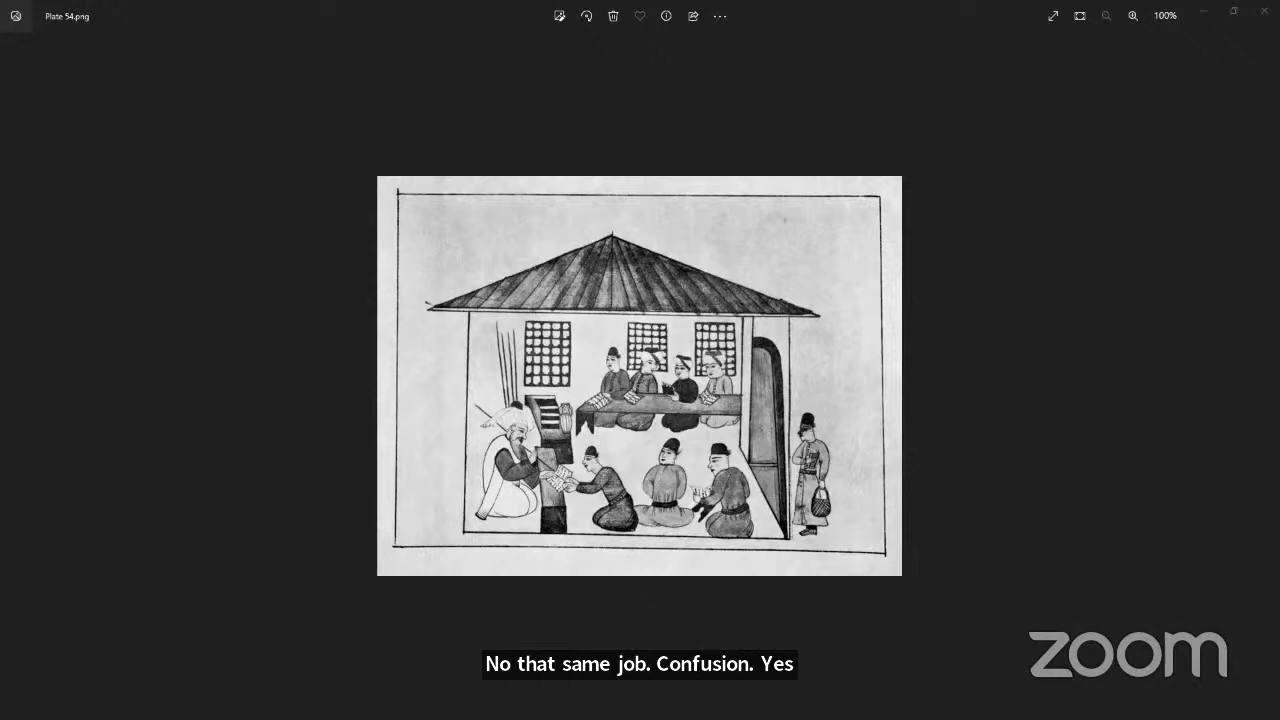 Plate 54.png
100%
No that same job. Confusion. Yes
zoom